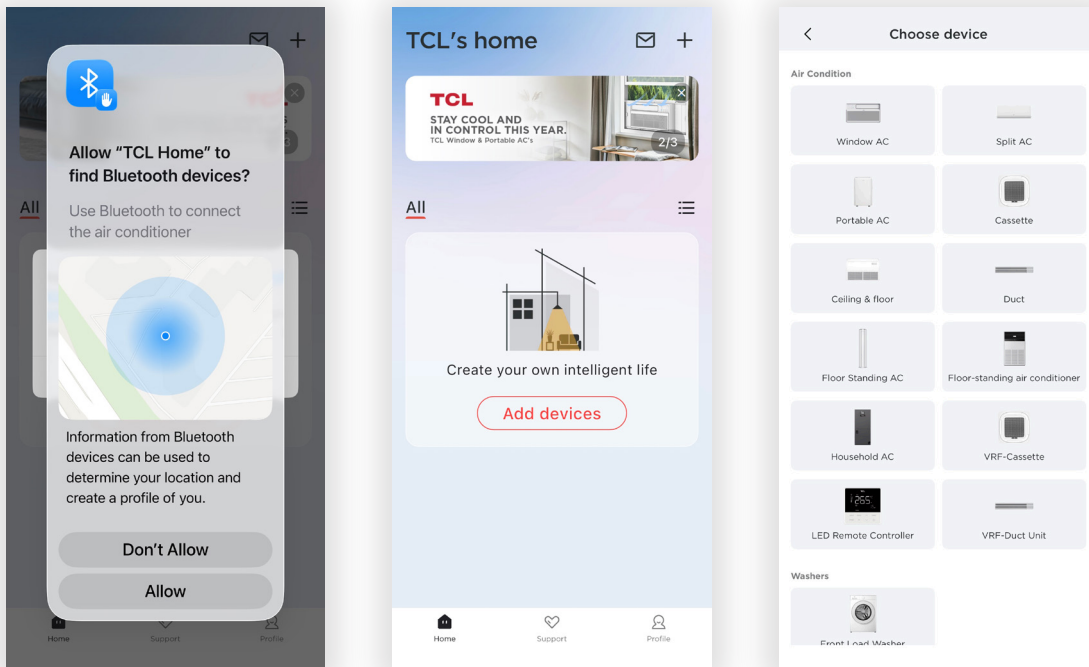 Allow “TCL Home” to
find Bluetooth devices?
All
Use Bluetooth to connect
the air conditioner
Information from Bluetooth
devices can be used to
determine your location and
create a profile of you.
Don’t Allow
Allow
Home
Support
Profile
TCL's home
TCL
STAY COOL AND
IN CONTROL THIS YEAR.
TCL Window & Portable AC's
2/3
All
Create your own intelligent life
Add devices
Home
Support
Profile
Choose device
Air Condition
Window AC
Split AC
Portable AC
Cassette
Ceiling & floor
Duct
Floor Standing AC
Floor-standing air conditioner
Household AC
VRF-Cassette
LED Remote Controller
VRF-Duct Unit
Washers
Front Load Washer